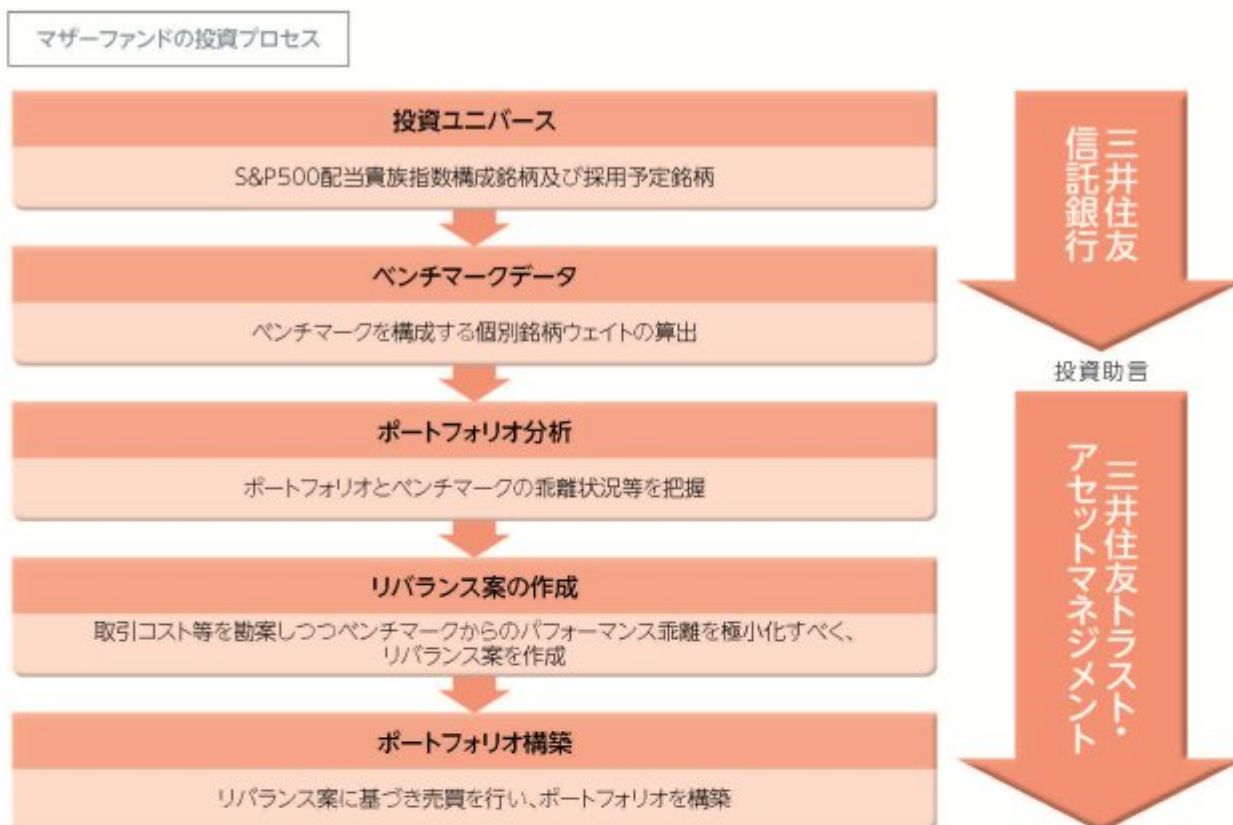 マザーファンドの投資プロセス
投資ユニバース
S&P500配当貴族指数構成銘柄及び採用予定銘柄
ベンチマークデータ
ベンチマークを構成する個別銘柄ウェイトの算出
ポートフォリオ分析
ポートフォリオとベンチマークの乖離状況等を把握
リバランス案の作成
取引コスト等を勘案しつつベンチマークからのパフォーマンス乖離を極小化すべく、
リバランス案を作成
ポートフォリオ構築
リバランス案に基づき売買を行い、ポートフォリオを構築
三井住友
信託銀行
投資助言
三井住友トラスト・
アセットマネジメント